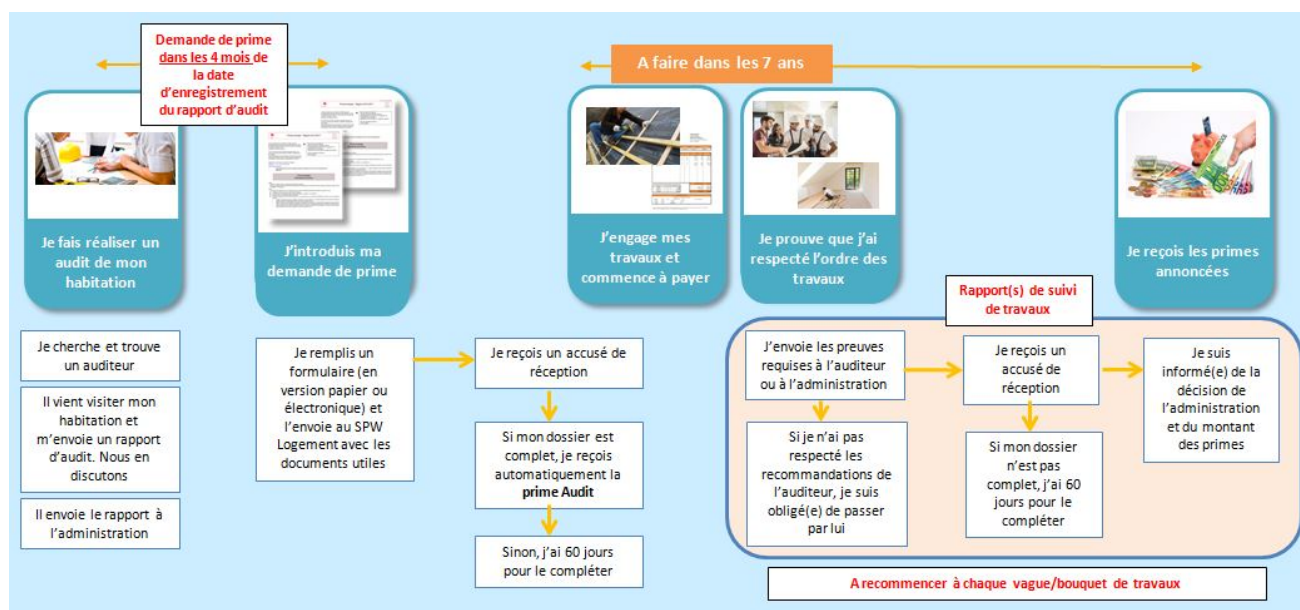 Demande de prime
dans les 4 mois de
la date
d’enregistrement
du rapport d’audit
A faire dans les 7 ans
Je fais réaliser un
audit de mon
habitation
J’introduis ma
demande de prime
J’engage mes
travaux et
commence à payer
Je prouve que j’ai
respecté l’ordre des
travaux
Je reçois les primes
annoncées
Je cherche et trouve
un auditeur
Il vient visiter mon
habitation et
m’envoie un rapport
d’audit. Nous en
discutons
Il envoie le rapport à
l’administration
Je remplis un
formulaire (en
version papier ou
électronique) et
l’envoie au SPW
Logement avec les
documents utiles
Je reçois un accusé de
réception
Si mon dossier est
complet, je reçois
automatiquement la
prime Audit
Sinon, j’ai 60 jours
pour le compléter
Rapport(s) de suivi
de travaux
J’envoie les preuves
requises à l’auditeur
ou à l’administration
Si je n’ai pas
respecté les
recommandations de
l’auditeur, je suis
obligé(e) de passer
par lui
Je reçois un
accusé de
réception
Si mon dossier
n’est pas
complet, j’ai 60
jours pour le
compléter
Je suis
informé(e) de la
décision de
l’administration
et du montant
des primes
A recommencer à chaque vague/bouquet de travaux